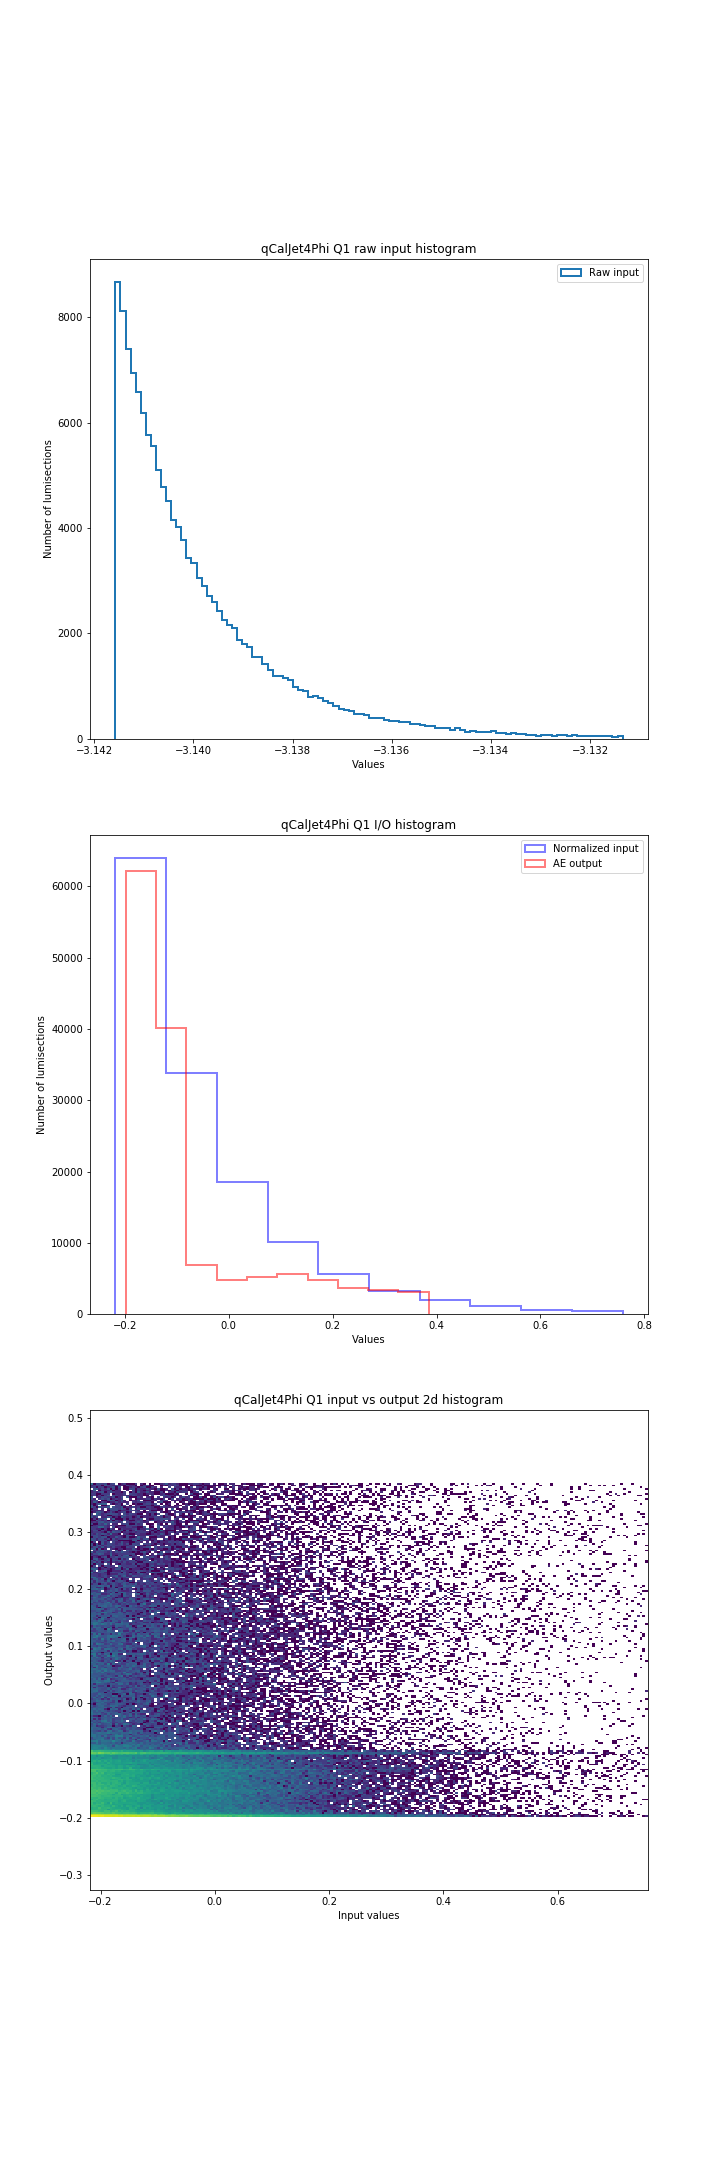 qCalJet4Phi Q1 raw input histogram
Raw input
8000
6000
4000
2000
0
Number of lumisections
−3.142 −3.140 −3.138 −3.136 −3.134 −3.132
Values
qCalJet4Phi Q1 I/O histogram
Normalized input
AE output
60000
50000
40000
30000
20000
10000
0
Number of lumisections
−0.2 0.0 0.2 0.4 0.6 0.8
Values
qCalJet4Phi Q1 input vs output 2d histogram
0.5
0.4
0.3
0.2
0.1
0.0
−0.1
−0.2
−0.3
Output values
−0.2 0.0 0.2 0.4 0.6
Input values